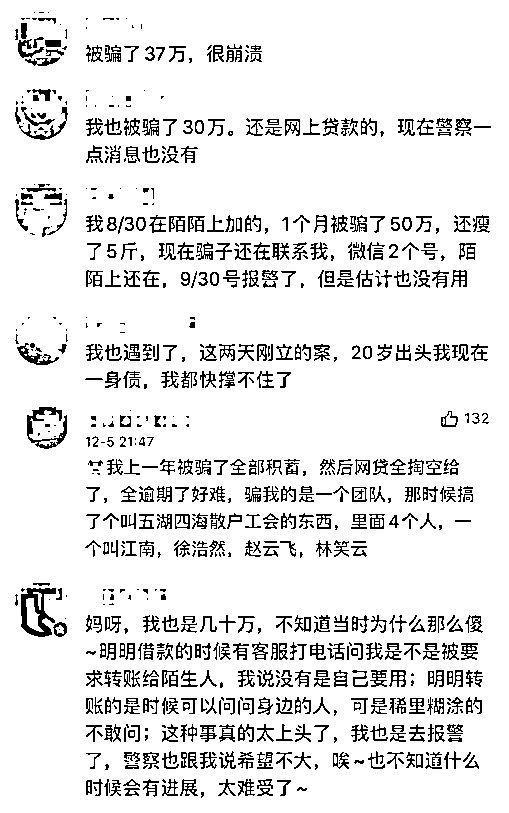 被骗了37万，很崩溃
我也被骗了30万。还是网上贷款的，现在警察一
点消息也没有
我8/30在陌陌上加的，1个月被骗了50万，还瘦
了5斤，现在骗子还在联系我，微信2个号，陌
陌上还在，9/30号报警了，但是估计也没有用
我也遇到了，这两天刚立的案，20岁出头我现在
一身债，我都快撑不住了
132
12-5 21:47
我上一年被骗了全部积蓄，然后网贷全掏空给
了，全逾期了好难，骗我的是一个团队，那时候搞
了个叫五湖四海散户工会的东西，里面4个人，一
个叫江南，徐浩然，赵云飞，林笑云
妈呀，我也是几十万，不知道当时为什么那么傻
~明明借款的时候有客服打电话问我是不是被要
求转账给陌生人，我说没有是自己要用；明明转
账的是时候可以问问身边的人，可是稀里糊涂的
不敢问；这种事真的太上头了，我也是去报警
了，警察也跟我说希望不大，唉~也不知道什么
时候会有进展，太难受了~